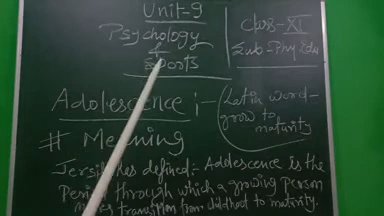 Unit-9
Psychology
&
Sports
Class-XI
Sub-Phy Edu
Adolescence :-
Latin word-
grow to
maturity
# Meaning
has defined:- Adolescence is the
Period through which a growing person
transition from childhood to maturity.